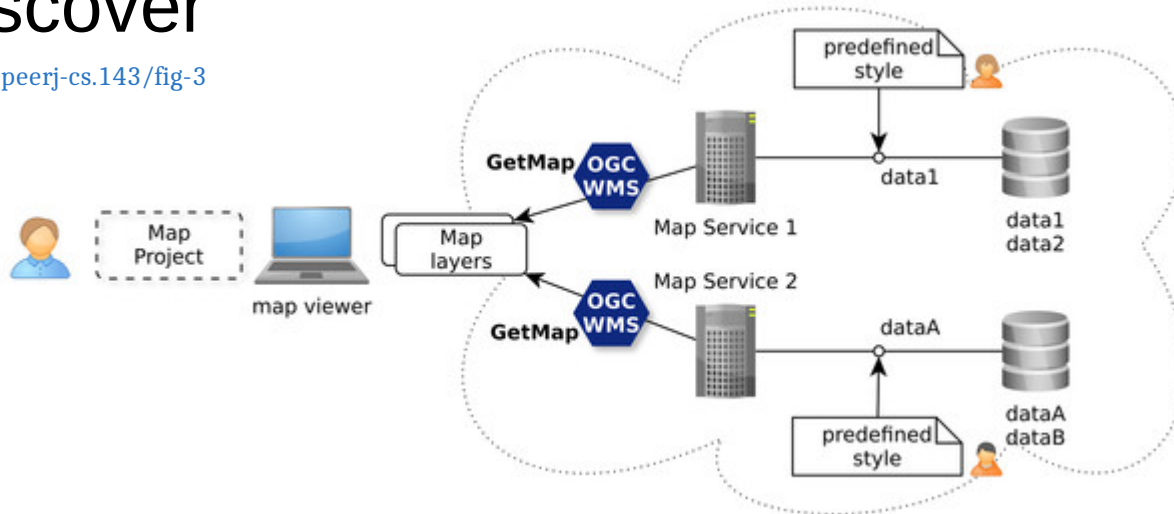 scover
peerj-cs.143/fig-3
predefined
style
GetMap
OGC
WMS
data1
Map Service 1
data1
data2
Map
Project
Map
layers
map viewer
Map Service 2
OGC
WMS
GetMap
dataA
dataA
dataB
predefined
style